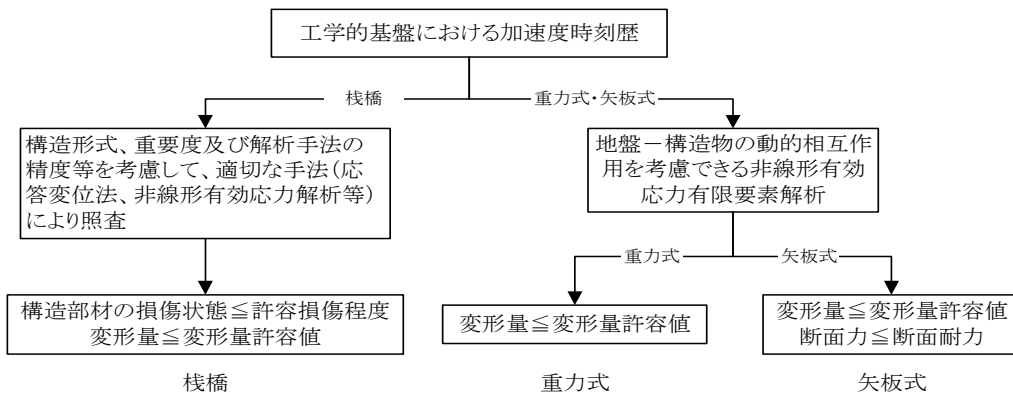 工学的基盤における加速度時刻歴
桟橋
重力式・矢板式
構造形式、重要度及び解析手法の
精度等を考慮して、適切な手法（応
答変位法、非線形有効応力解析等）
により照査
地盤－構造物の動的相互作
用を考慮できる非線形有効
応力有限要素解析
重力式
矢板式
構造部材の損傷状態≦許容損傷程度
変形量≦変形量許容値
変形量≦変形量許容値
変形量≦変形量許容値
断面力≦断面耐力
桟橋
重力式
矢板式